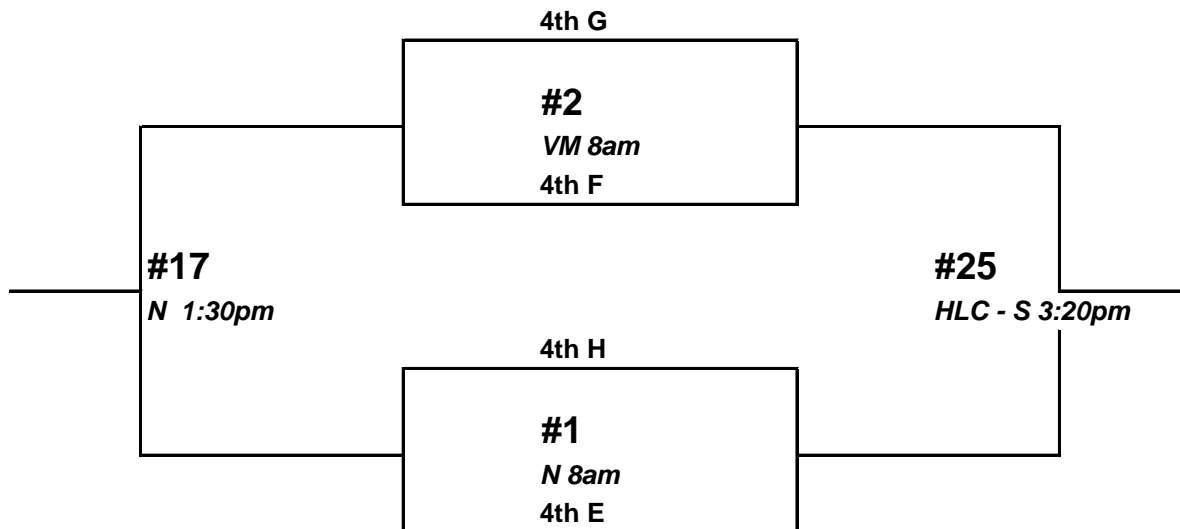 4th G
#2
VM 8am
4th F
#17
N 1:30pm
#25
HLC - S 3:20pm
4th H
#1
N 8am
4th E